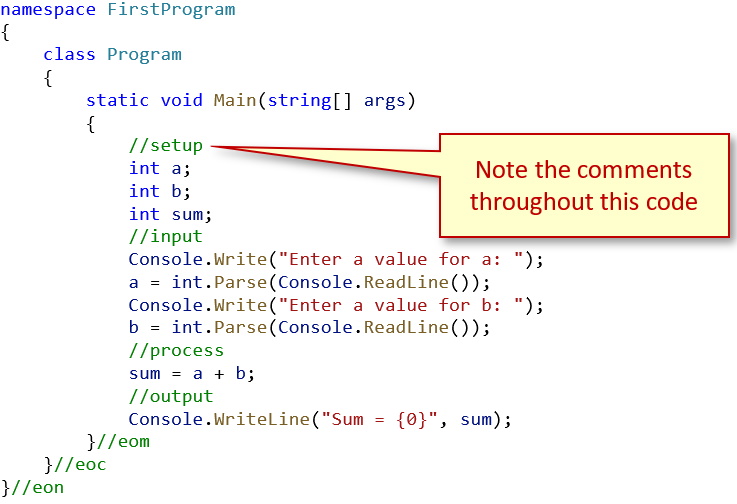 namespace FirstProgram
{
    class Program
    {
        static void Main(string[] args)
        {
            //setup
            int a;
            int b;
            int sum;
            //input
            Console.Write("Enter a value for a: ");
            a = int.Parse(Console.ReadLine());
            Console.Write("Enter a value for b: ");
            b = int.Parse(Console.ReadLine());
            //process
            sum = a + b;
            //output
            Console.WriteLine("Sum = {0}", sum);
        }//eom
    }//eoc
}//eon
Note the comments
throughout this code